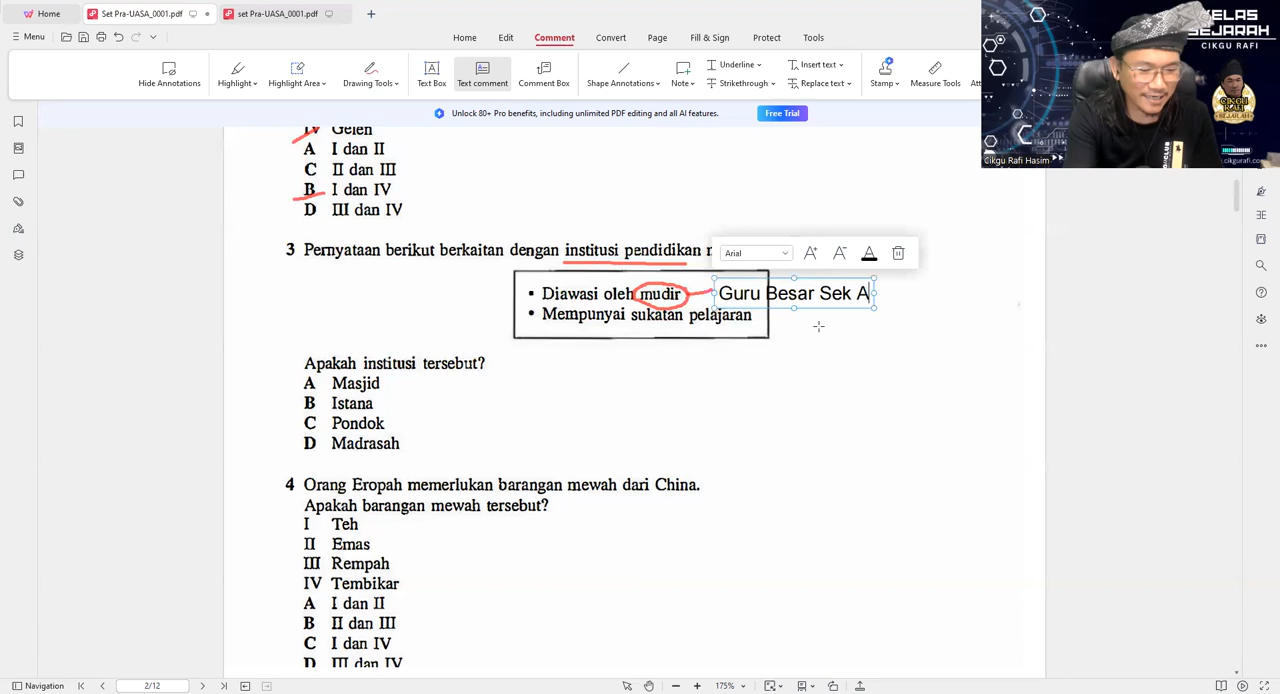 Home
Set Pra-UASA_0001.pdf
set Pra-UASA_0001.pdf
Menu
Home Edit Comment Convert Page Fill & Sign Protect Tools
Hide Annotations
Highlight
Highlight Area
Drawing Tools
Text Box
Text comment
Comment Box
Shape Annotations
Note
Underline
Strikethrough
Insert text
Replace text
Stamp
Measure Tools
Unlock 80+ Pro benefits, including unlimited PDF editing and all AI features.
Free Trial
KELAS
SEJARAH
CIKGU RAFI
CIKGU
RAFI
SEJARAH
.cikgurafi.c
Cikgu Rafi Hasim
IV Gelen
A I dan II
C II dan III
B I dan IV
D III dan IV
3 Pernyataan berikut berkaitan dengan institusi pendidikan
Arial
• Diawasi oleh mudir
Guru Besar Sek A
• Mempunyai sukatan pelajaran
Apakah institusi tersebut?
A Masjid
B Istana
C Pondok
D Madrasah
4 Orang Eropah memerlukan barangan mewah dari China.
Apakah barangan mewah tersebut?
I Teh
II Emas
III Rempah
IV Tembikar
A I dan II
B II dan III
C I dan IV
D III dan IV
Navigation
2/12
175%